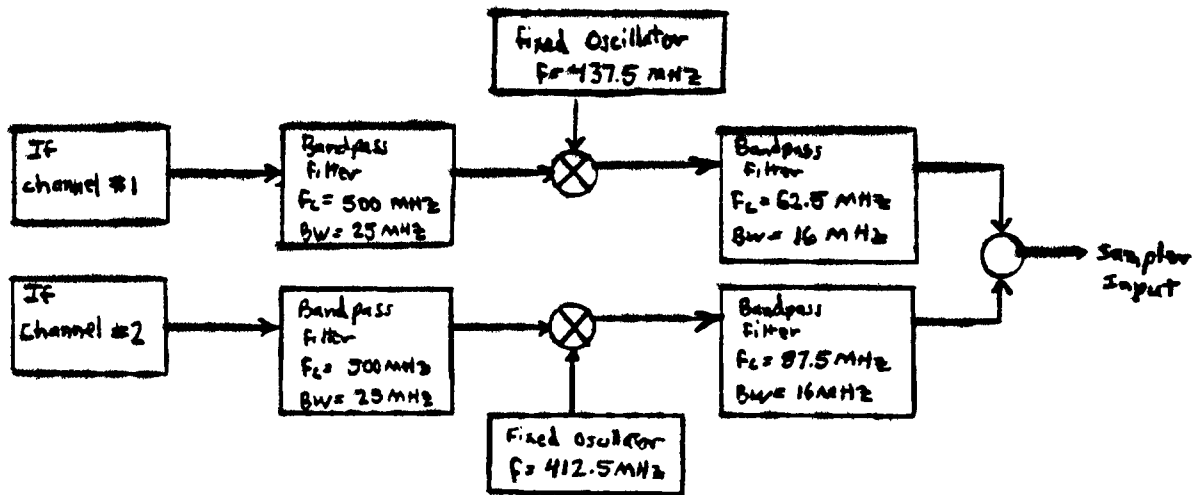 Fixed Oscillator
F= 437.5 MHz
If
channel #1
Bandpass
filter
Fc= 500 MHz
BW= 25 MHz
Bandpass
filter
Fc= 62.5 MHz
BW= 16 MHz
Sampler
Input
If
Channel #2
Bandpass
filter
Fc= 500 MHz
BW= 25 MHz
Bandpass
filter
Fc= 87.5 MHz
BW= 16 MHz
Fixed Oscillator
f= 412.5 MHz